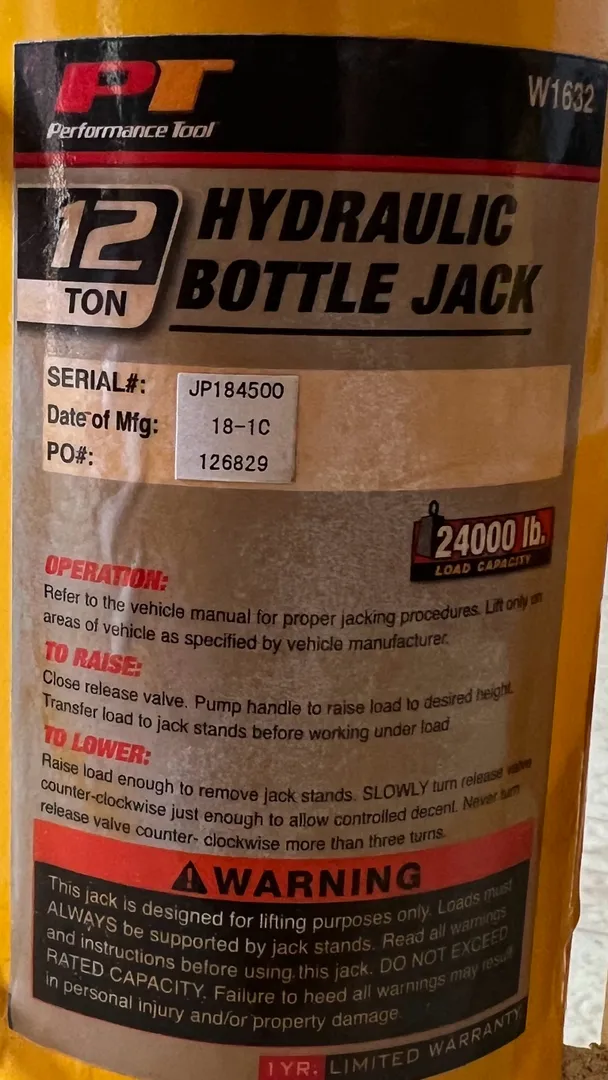 PT
W1632
Performance Tool
12 TON
HYDRAULIC
BOTTLE JACK
SERIAL#: JP184500
Date of Mfg: 18-1C
PO#: 126829
24000 lb.
LOAD CAPACITY
OPERATION:
Refer to the vehicle manual for proper jacking procedures. Lift only on
areas of vehicle as specified by vehicle manufacturer.
TO RAISE:
Close release valve. Pump handle to raise load to desired height.
Transfer load to jack stands before working under load
TO LOWER:
Raise load enough to remove jack stands. SLOWLY turn release valve
counter-clockwise just enough to allow controlled decent. Never turn
release valve counter- clockwise more than three turns.
WARNING
This jack is designed for lifting purposes only. Loads must
ALWAYS be supported by jack stands. Read all warnings
and instructions before using this jack. DO NOT EXCEED
RATED CAPACITY. Failure to heed all warnings may result
in personal injury and/or property damage.
1YR. LIMITED WARRANTY